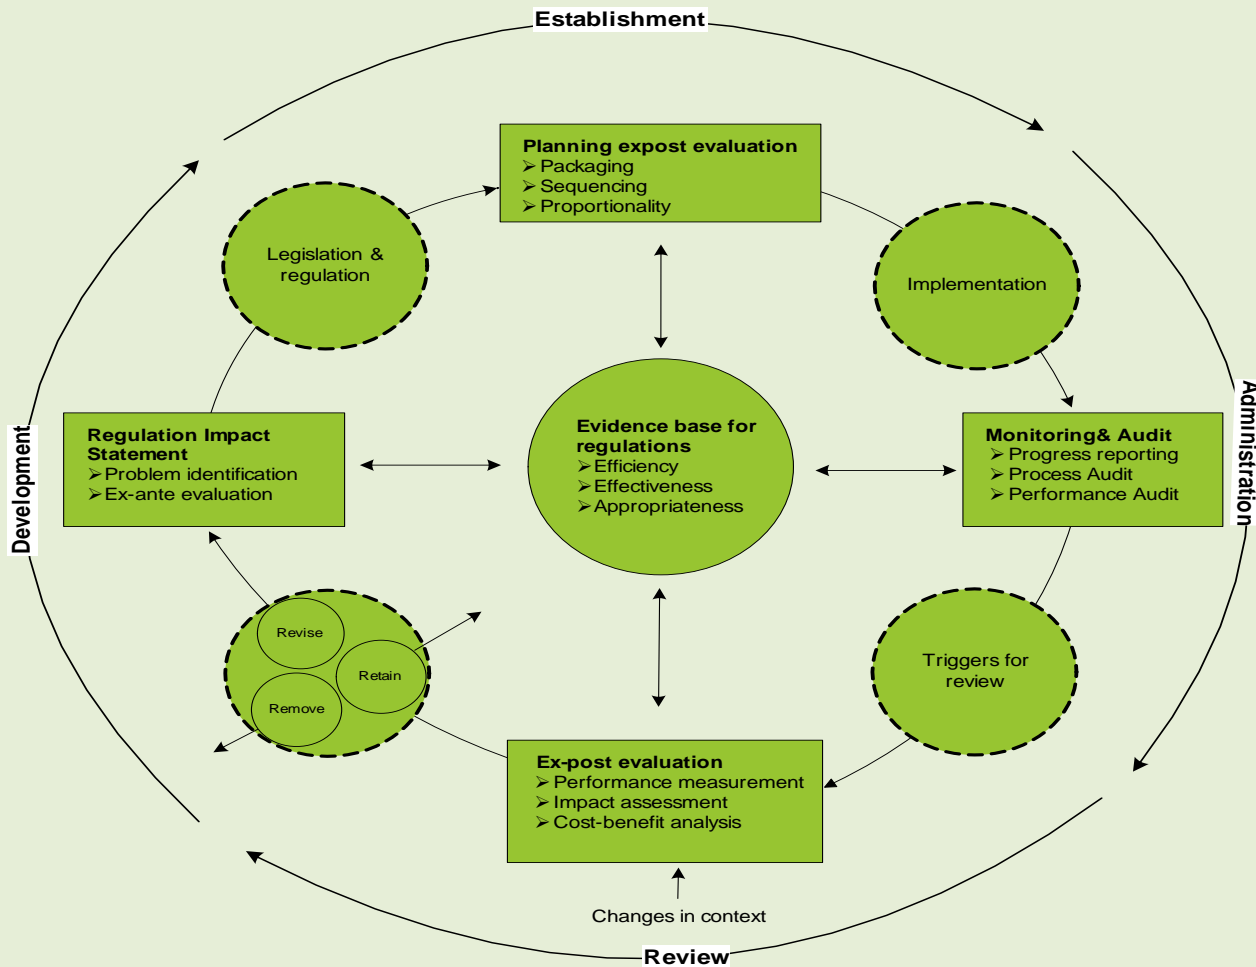 Establishment
Planning expost evaluation
➢ Packaging
➢ Sequencing
➢ Proportionality
Legislation &
regulation
Implementation
Development
Regulation Impact
Statement
➢ Problem identification
➢ Ex-ante evaluation
Evidence base for
regulations
➢ Efficiency
➢ Effectiveness
➢ Appropriateness
Monitoring& Audit
➢ Progress reporting
➢ Process Audit
➢ Performance Audit
Administration
Revise
Retain
Remove
Triggers for
review
Ex-post evaluation
➢ Performance measurement
➢ Impact assessment
➢ Cost-benefit analysis
Changes in context
Review